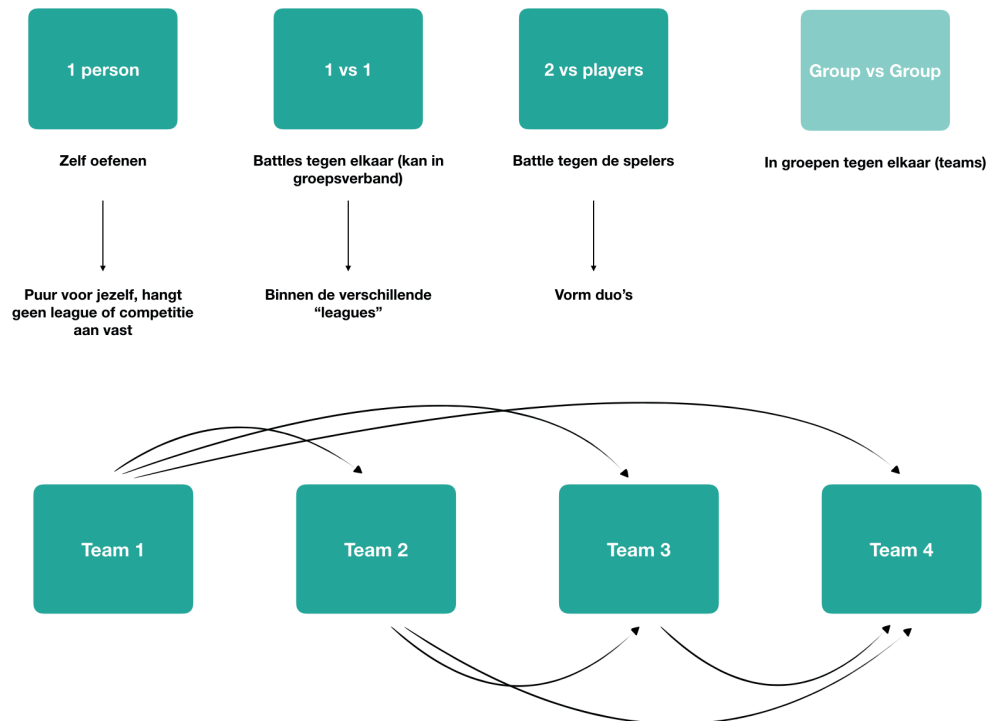 1 person
1 vs 1
2 vs players
Group vs Group
Zelf oefenen
Battles tegen elkaar (kan in
groepsverband)
Battle tegen de spelers
In groepen tegen elkaar (teams)
Puur voor jezelf, hangt
geen league of competitie
aan vast
Binnen de verschillende
“leagues”
Vorm duo’s
Team 1
Team 2
Team 3
Team 4